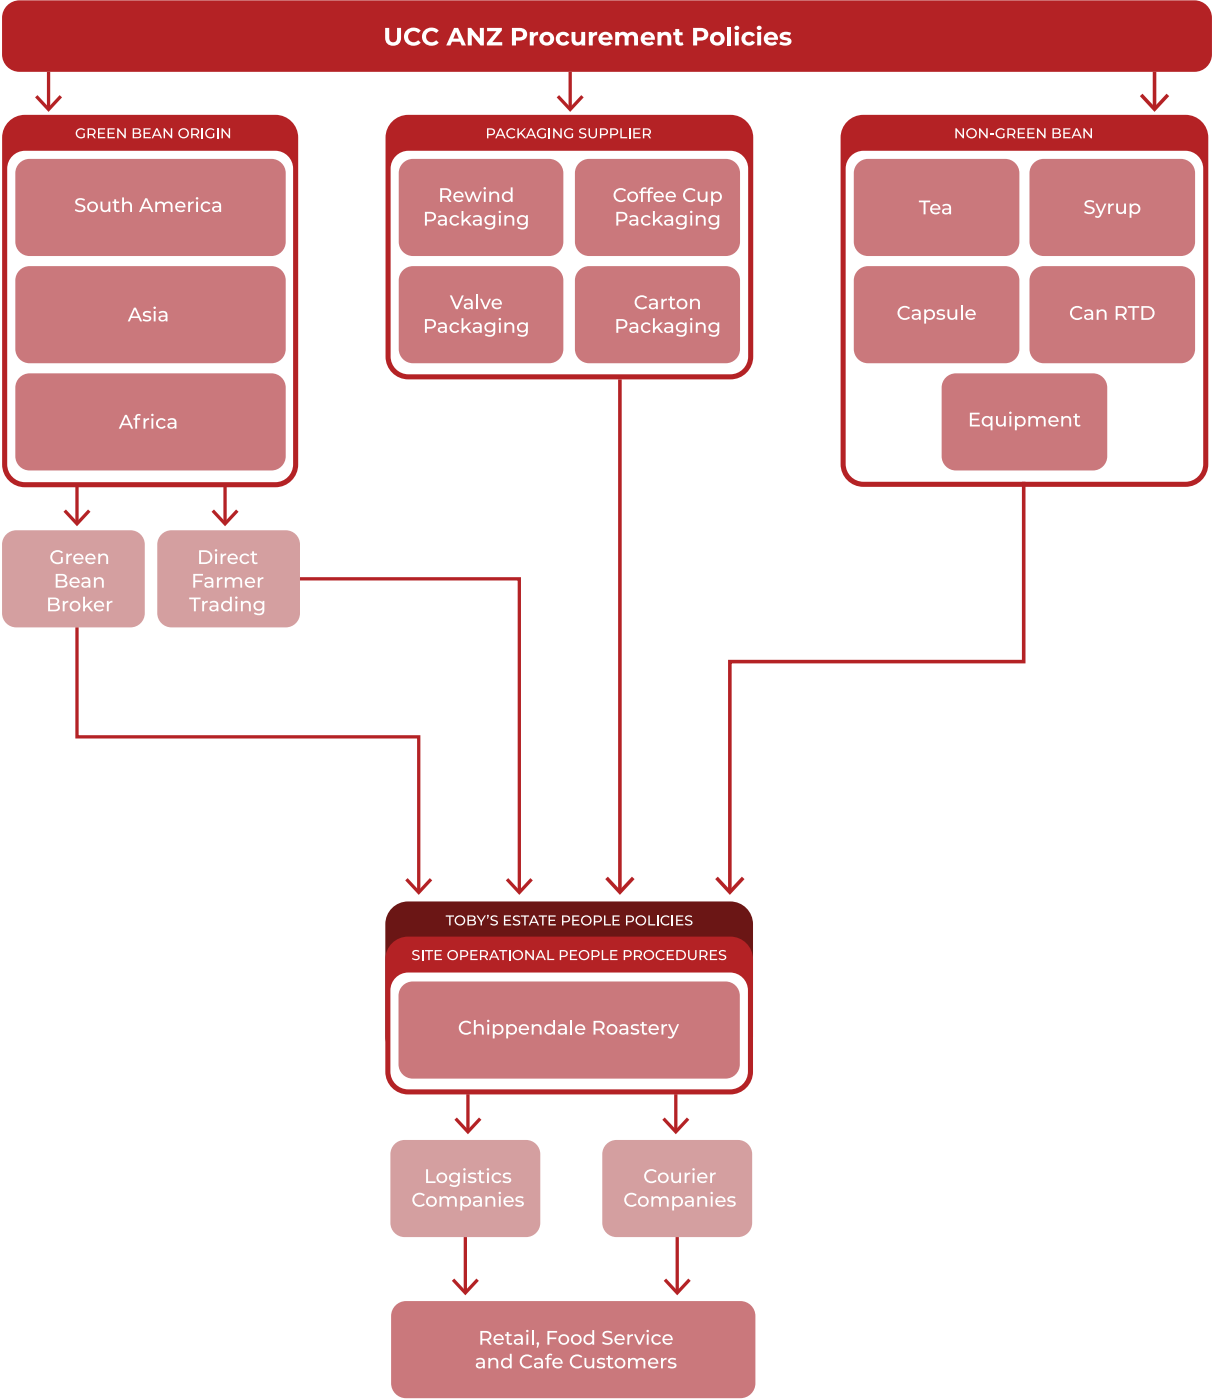 UCC ANZ Procurement Policies
GREEN BEAN ORIGIN
South America
Asia
Africa
Green
Bean
Broker
Direct
Farmer
Trading
PACKAGING SUPPLIER
Rewind
Packaging
Coffee Cup
Packaging
Valve
Packaging
Carton
Packaging
NON-GREEN BEAN
Tea
Syrup
Capsule
Can RTD
Equipment
TOBY'S ESTATE PEOPLE POLICIES
SITE OPERATIONAL PEOPLE PROCEDURES
Chippendale Roastery
Logistics
Companies
Courier
Companies
Retail, Food Service
and Cafe Customers